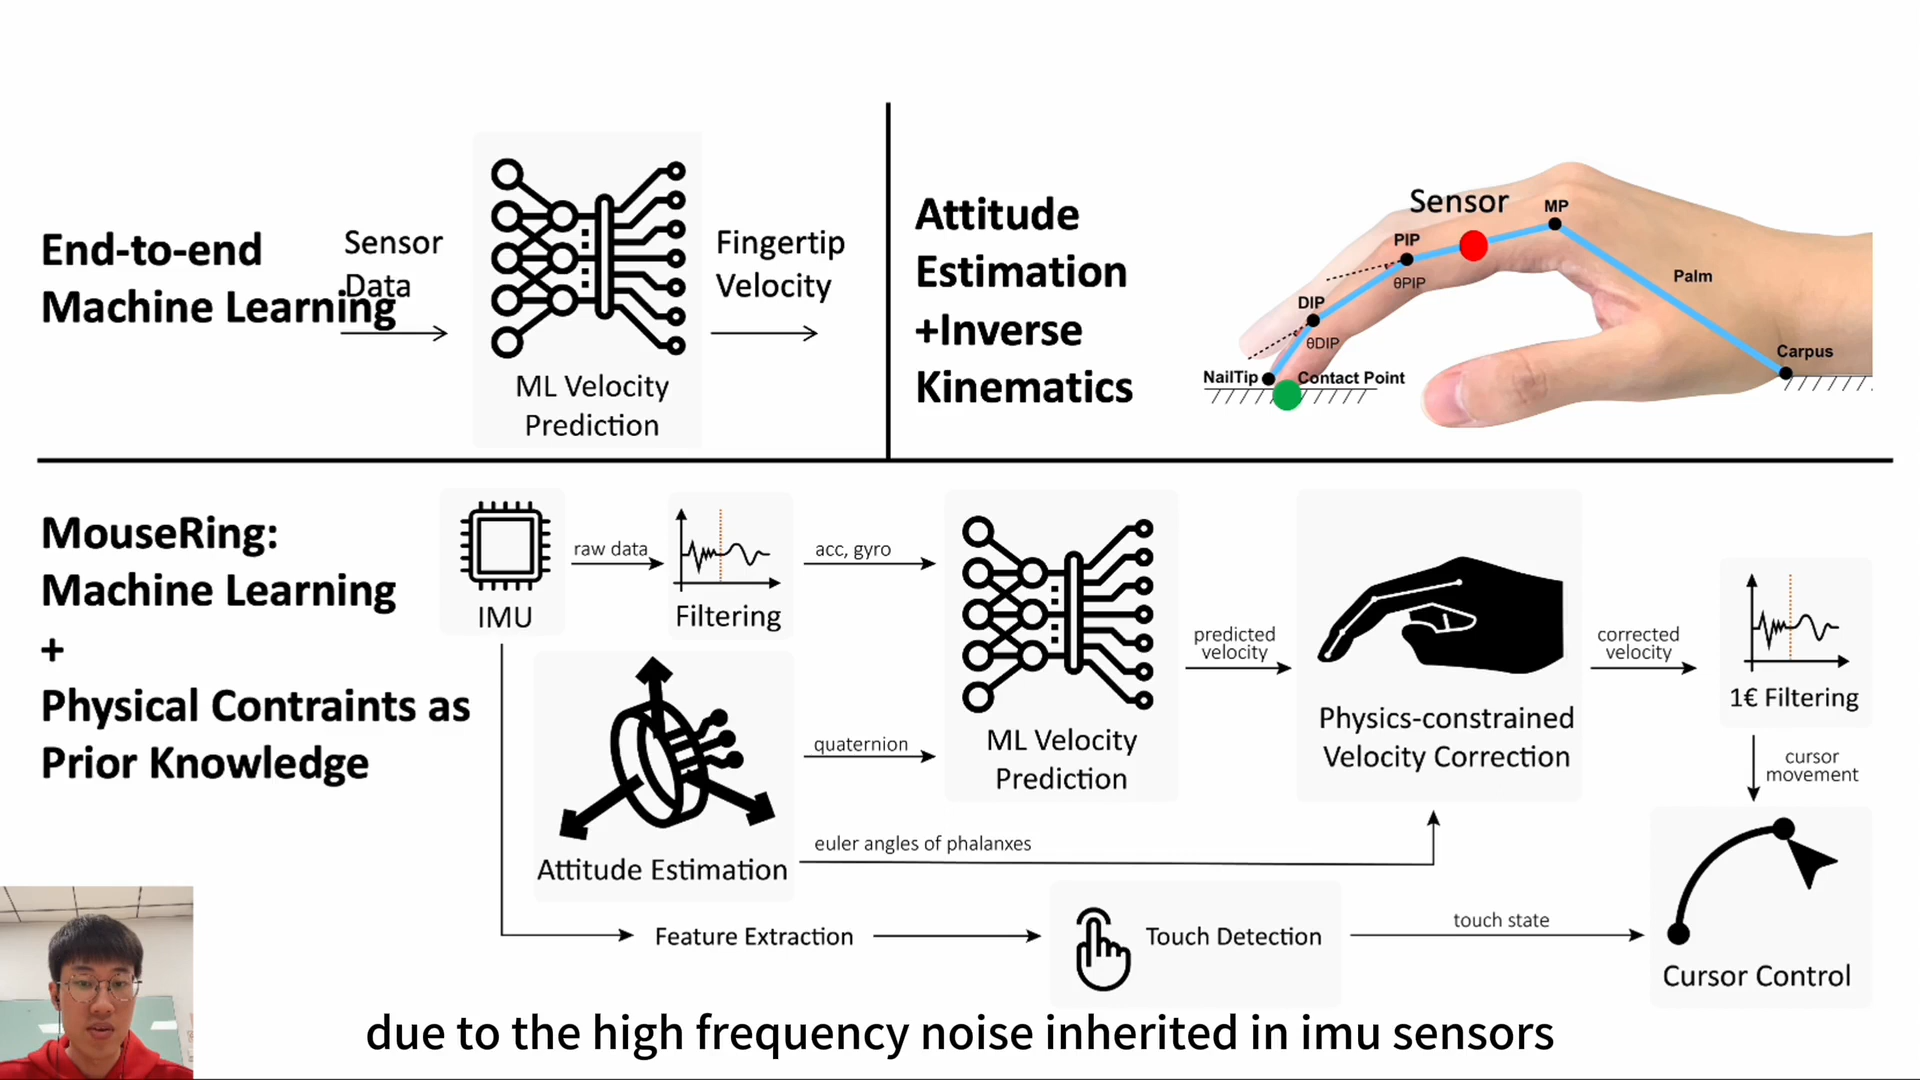 End-to-end
Machine Learning
Sensor
Data
ML Velocity
Prediction
Fingertip
Velocity
Attitude
Estimation
+Inverse
Kinematics
Sensor
MP
PIP
θPIP
DIP
θDIP
NailTip
Contact Point
Palm
Carpus
MouseRing:
Machine Learning
+
Physical Contraints as
Prior Knowledge
IMU
raw data
Filtering
acc, gyro
Attitude Estimation
quaternion
euler angles of phalanxes
ML Velocity
Prediction
predicted
velocity
Physics-constrained
Velocity Correction
corrected
velocity
1€ Filtering
cursor
movement
Feature Extraction
Touch Detection
touch state
Cursor Control
due to the high frequency noise inherited in imu sensors